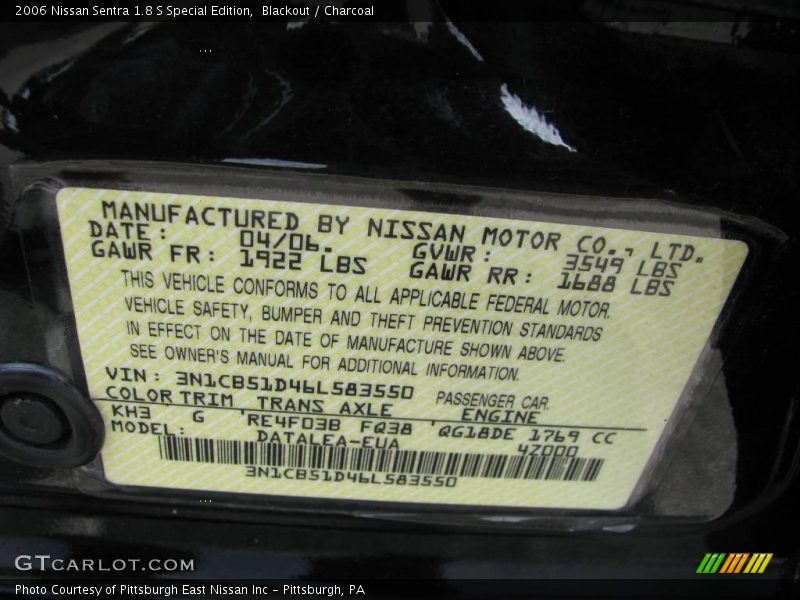 2006 Nissan Sentra 1.8 S Special Edition, Blackout / Charcoal
MANUFACTURED BY NISSAN MOTOR CO., LTD.
DATE: 04/06. GVWR: 3549 LBS
GAWR FR: 1922 LBS GAWR RR: 1688 LBS
THIS VEHICLE CONFORMS TO ALL APPLICABLE FEDERAL MOTOR.
VEHICLE SAFETY, BUMPER AND THEFT PREVENTION STANDARDS
IN EFFECT ON THE DATE OF MANUFACTURE SHOWN ABOVE.
SEE OWNER'S MANUAL FOR ADDITIONAL INFORMATION.
VIN: 3N1CB51D46L583550 PASSENGER CAR.
COLOR TRIM TRANS AXLE ENGINE
KH3 G 'RE4F03B FQ38 'QG18DE 1769 CC
MODEL: DATALEA-EUA 4Z000
3N1CB51D46L583550
GTCARLOT.COM
Photo Courtesy of Pittsburgh East Nissan Inc - Pittsburgh, PA